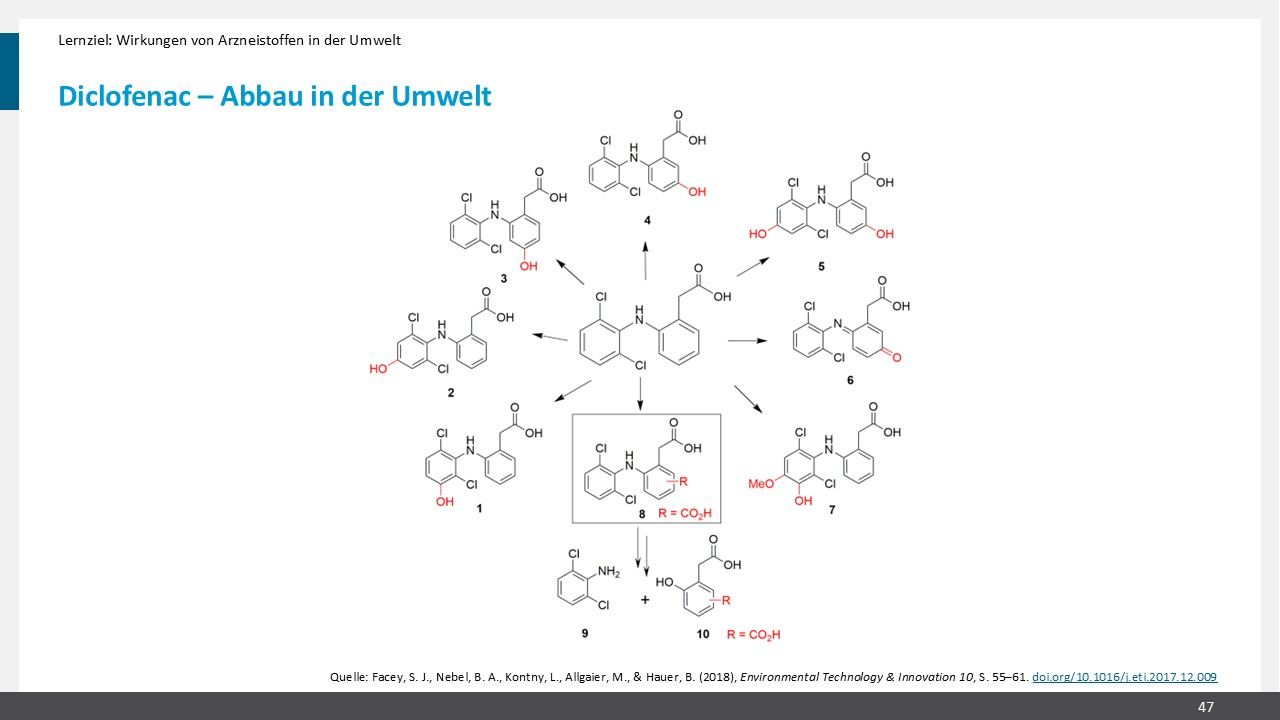 Lernziel: Wirkungen von Arzneistoffen in der Umwelt
Diclofenac – Abbau in der Umwelt
O
OH
Cl
H
N
Cl
OH
4
O
OH
Cl
H
N
Cl
OH
3
O
OH
Cl
H
N
HO
Cl
OH
5
O
OH
Cl
H
N
Cl
O
OH
Cl
H
N
HO
Cl
2
O
OH
Cl
N
Cl
O
6
O
OH
Cl
H
N
Cl
OH
1
O
OH
Cl
H
N
R
Cl
8 R = CO2H
O
OH
Cl
H
N
MeO
Cl
OH
7
Cl
NH2
Cl
9
+
O
OH
HO
R
10 R = CO2H
Quelle: Facey, S. J., Nebel, B. A., Kontny, L., Allgaier, M., & Hauer, B. (2018), Environmental Technology & Innovation 10, S. 55–61. doi.org/10.1016/j.eti.2017.12.009
47